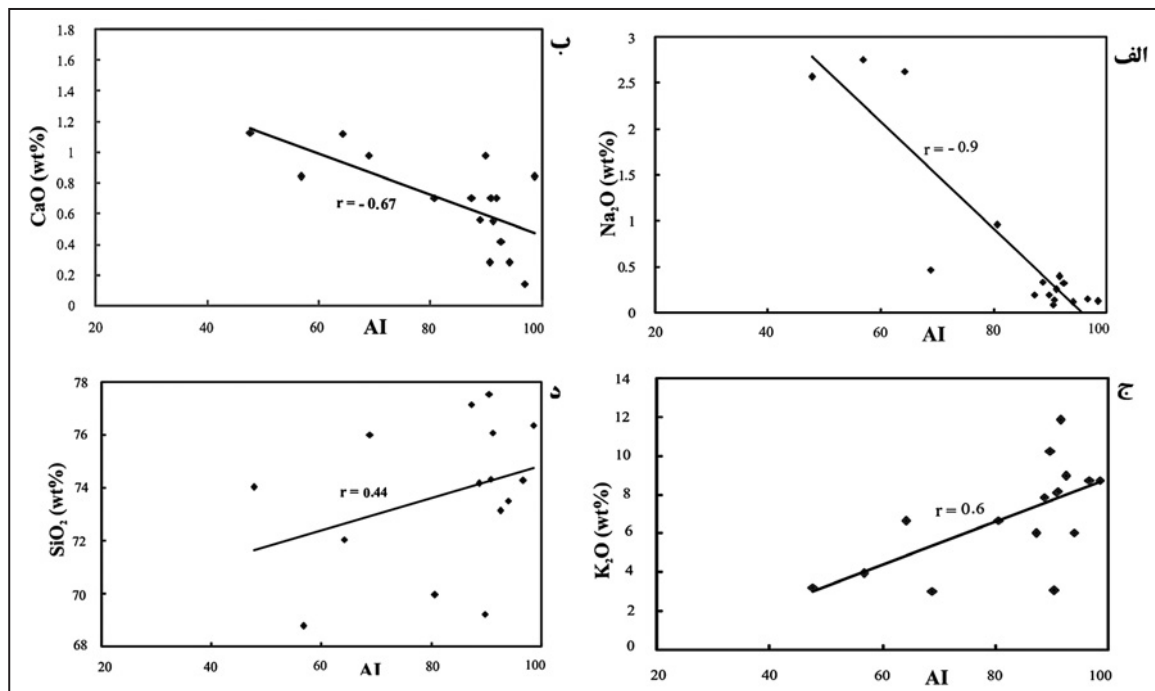 الف
3
2.5
2
1.5
1
0.5
0
Na₂O (wt%)
r = - 0.9
20 40 60 80 100
AI
ب
1.8
1.6
1.4
1.2
1
0.8
0.6
0.4
0.2
0
CaO (wt%)
r = - 0.67
20 40 60 80 100
AI
ج
14
12
10
8
6
4
2
0
K₂O (wt%)
r = 0.6
20 40 60 80 100
AI
د
78
76
74
72
70
68
SiO₂ (wt%)
r = 0.44
20 40 60 80 100
AI